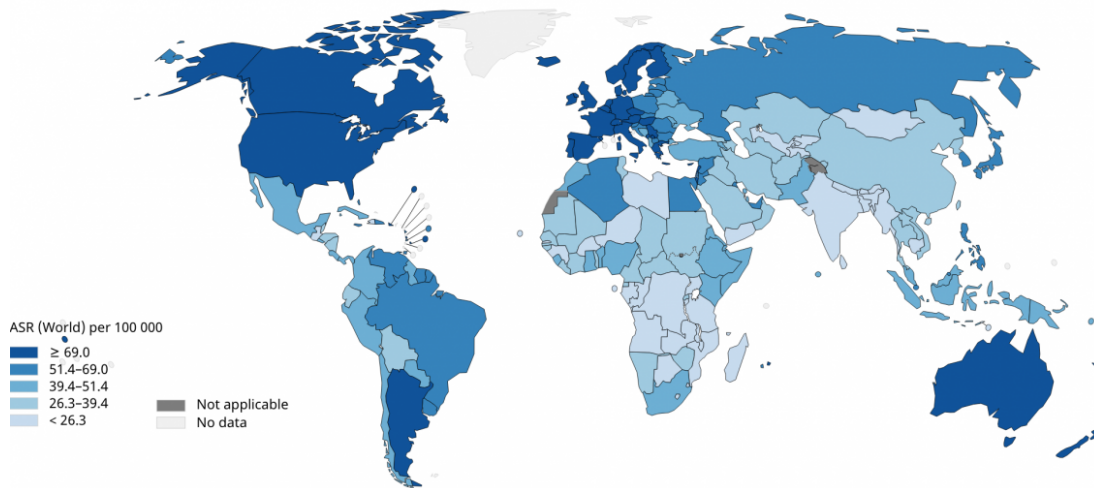 ASR (World) per 100 000
≥ 69.0
51.4–69.0
39.4–51.4
26.3–39.4
< 26.3
Not applicable
No data